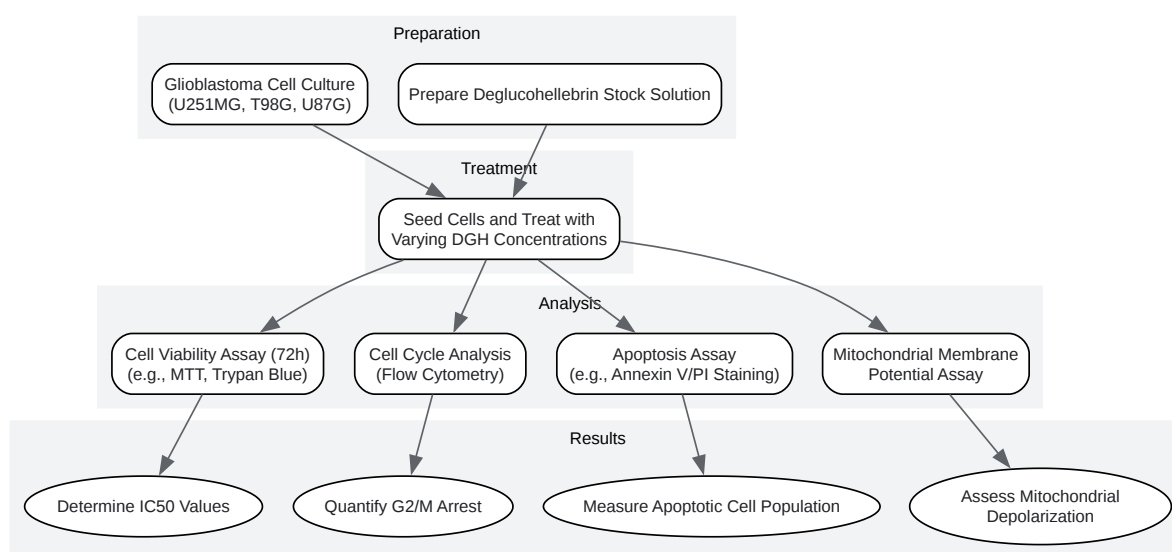 Preparation
Glioblastoma Cell Culture
(U251MG, T98G, U87G)
Prepare Deglucohellebrin Stock Solution
Treatment
Seed Cells and Treat with
Varying DGH Concentrations
Analysis
Cell Viability Assay (72h)
(e.g., MTT, Trypan Blue)
Cell Cycle Analysis
(Flow Cytometry)
Apoptosis Assay
(e.g., Annexin V/PI Staining)
Mitochondrial Membrane
Potential Assay
Results
Determine IC50 Values
Quantify G2/M Arrest
Measure Apoptotic Cell Population
Assess Mitochondrial
Depolarization